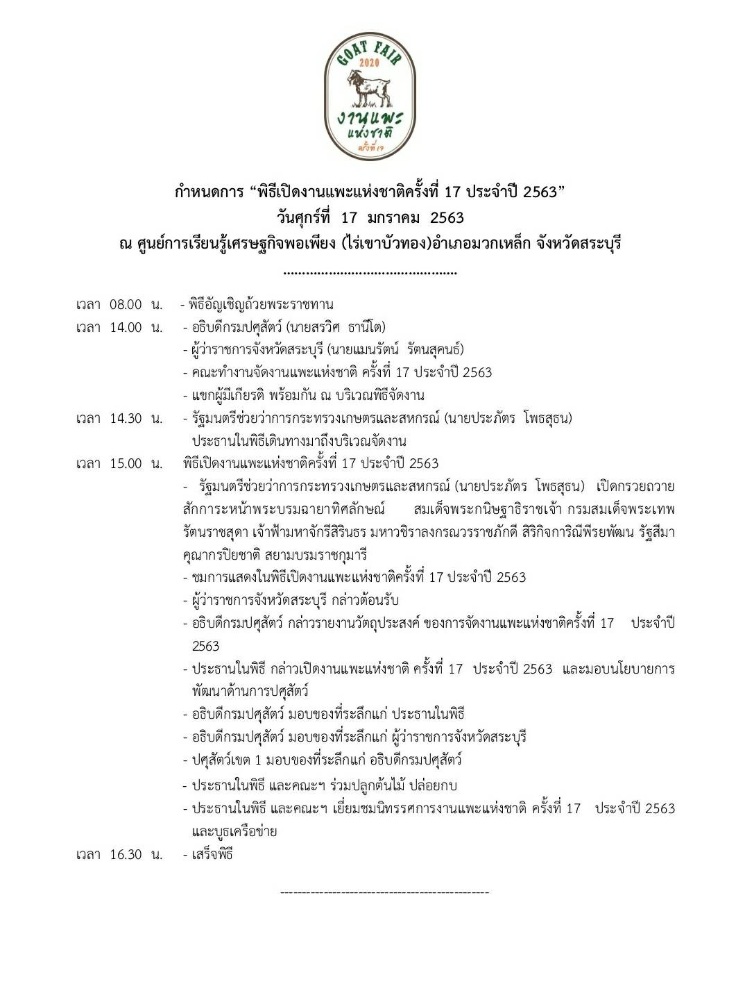 GOAT FAIR
2020
งานแพะ
แห่งชาติ
ครั้งที่ 17
กำหนดการ “พิธีเปิดงานแพะแห่งชาติครั้งที่ 17 ประจำปี 2563”
วันศุกร์ที่ 17 มกราคม 2563
ณ ศูนย์การเรียนรู้เศรษฐกิจพอเพียง (ไร่เขาบัวทอง)อำเภอมวกเหล็ก จังหวัดสระบุรี
..............................................
เวลา 08.00 น. - พิธีอัญเชิญถ้วยพระราชทาน
เวลา 14.00 น. - อธิบดีกรมปศุสัตว์ (นายสรวิศ ธานีโต)
- ผู้ว่าราชการจังหวัดสระบุรี (นายแมนรัตน์ รัตนสุคนธ์)
- คณะทำงานจัดงานแพะแห่งชาติ ครั้งที่ 17 ประจำปี 2563
- แขกผู้มีเกียรติ พร้อมกัน ณ บริเวณพิธีจัดงาน
เวลา 14.30 น. - รัฐมนตรีช่วยว่าการกระทรวงเกษตรและสหกรณ์ (นายประภัตร โพธสุธน)
ประธานในพิธีเดินทางมาถึงบริเวณจัดงาน
เวลา 15.00 น. พิธีเปิดงานแพะแห่งชาติครั้งที่ 17 ประจำปี 2563
- รัฐมนตรีช่วยว่าการกระทรวงเกษตรและสหกรณ์ (นายประภัตร โพธสุธน) เปิดกรวยถวาย
สักการะหน้าพระบรมฉายาทิศลักษณ์ สมเด็จพระกนิษฐาธิราชเจ้า กรมสมเด็จพระเทพ
รัตนราชสุดา เจ้าฟ้ามหาจักรีสิรินธร มหาวชิราลงกรณวรราชภักดี สิริกิจการิณีพีรยพัฒน รัฐสีมา
คุณากรปิยชาติ สยามบรมราชกุมารี
- ชมการแสดงในพิธีเปิดงานแพะแห่งชาติครั้งที่ 17 ประจำปี 2563
- ผู้ว่าราชการจังหวัดสระบุรี กล่าวต้อนรับ
- อธิบดีกรมปศุสัตว์ กล่าวรายงานวัตถุประสงค์ ของการจัดงานแพะแห่งชาติครั้งที่ 17 ประจำปี
2563
- ประธานในพิธี กล่าวเปิดงานแพะแห่งชาติ ครั้งที่ 17 ประจำปี 2563 และมอบนโยบายการ
พัฒนาด้านการปศุสัตว์
- อธิบดีกรมปศุสัตว์ มอบของที่ระลึกแก่ ประธานในพิธี
- อธิบดีกรมปศุสัตว์ มอบของที่ระลึกแก่ ผู้ว่าราชการจังหวัดสระบุรี
- ปศุสัตว์เขต 1 มอบของที่ระลึกแก่ อธิบดีกรมปศุสัตว์
- ประธานในพิธี และคณะฯ ร่วมปลูกต้นไม้ ปล่อยกบ
- ประธานในพิธี และคณะฯ เยี่ยมชมนิทรรศการงานแพะแห่งชาติ ครั้งที่ 17 ประจำปี 2563
และบูธเครือข่าย
เวลา 16.30 น. - เสร็จพิธี
------------------------------------------------